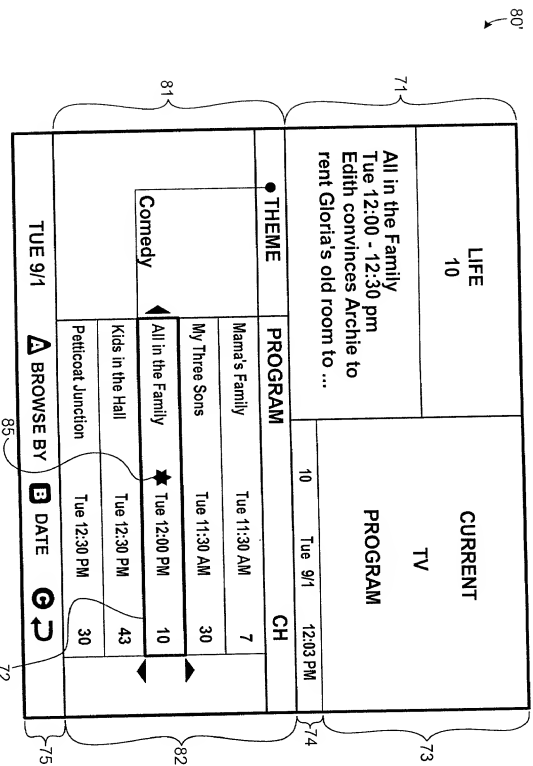 80'
71
LIFE
10
All in the Family
Tue 12:00 - 12:30 pm
Edith convinces Archie to
rent Gloria's old room to ...
CURRENT
TV
PROGRAM
73
10 Tue 9/1 12:03 PM
74
81
THEME PROGRAM CH
Comedy
Mama's Family Tue 11:30 AM 7
My Three Sons Tue 11:30 AM 30
All in the Family Tue 12:00 PM 10
Kids in the Hall Tue 12:30 PM 43
Petticoat Junction Tue 12:30 PM 30
82
TUE 9/1 A BROWSE BY B DATE C
75
85
72